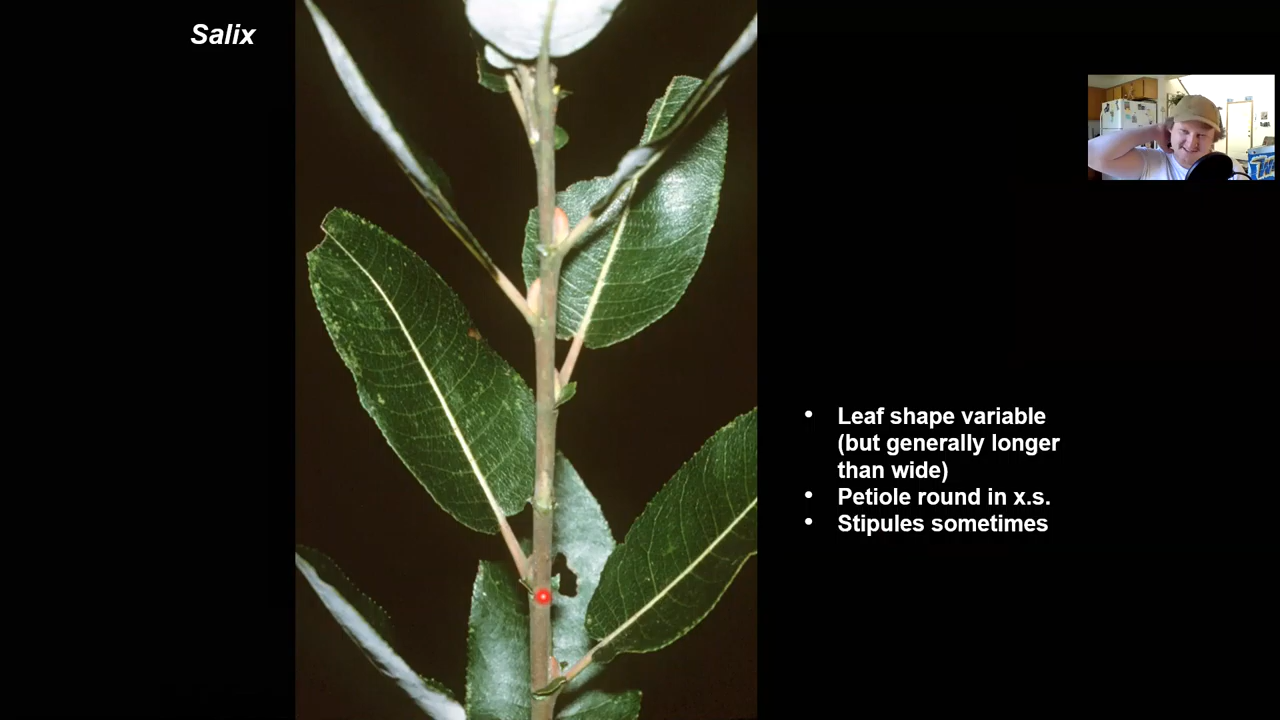 Salix
• Leaf shape variable
(but generally longer
than wide)
• Petiole round in x.s.
• Stipules sometimes